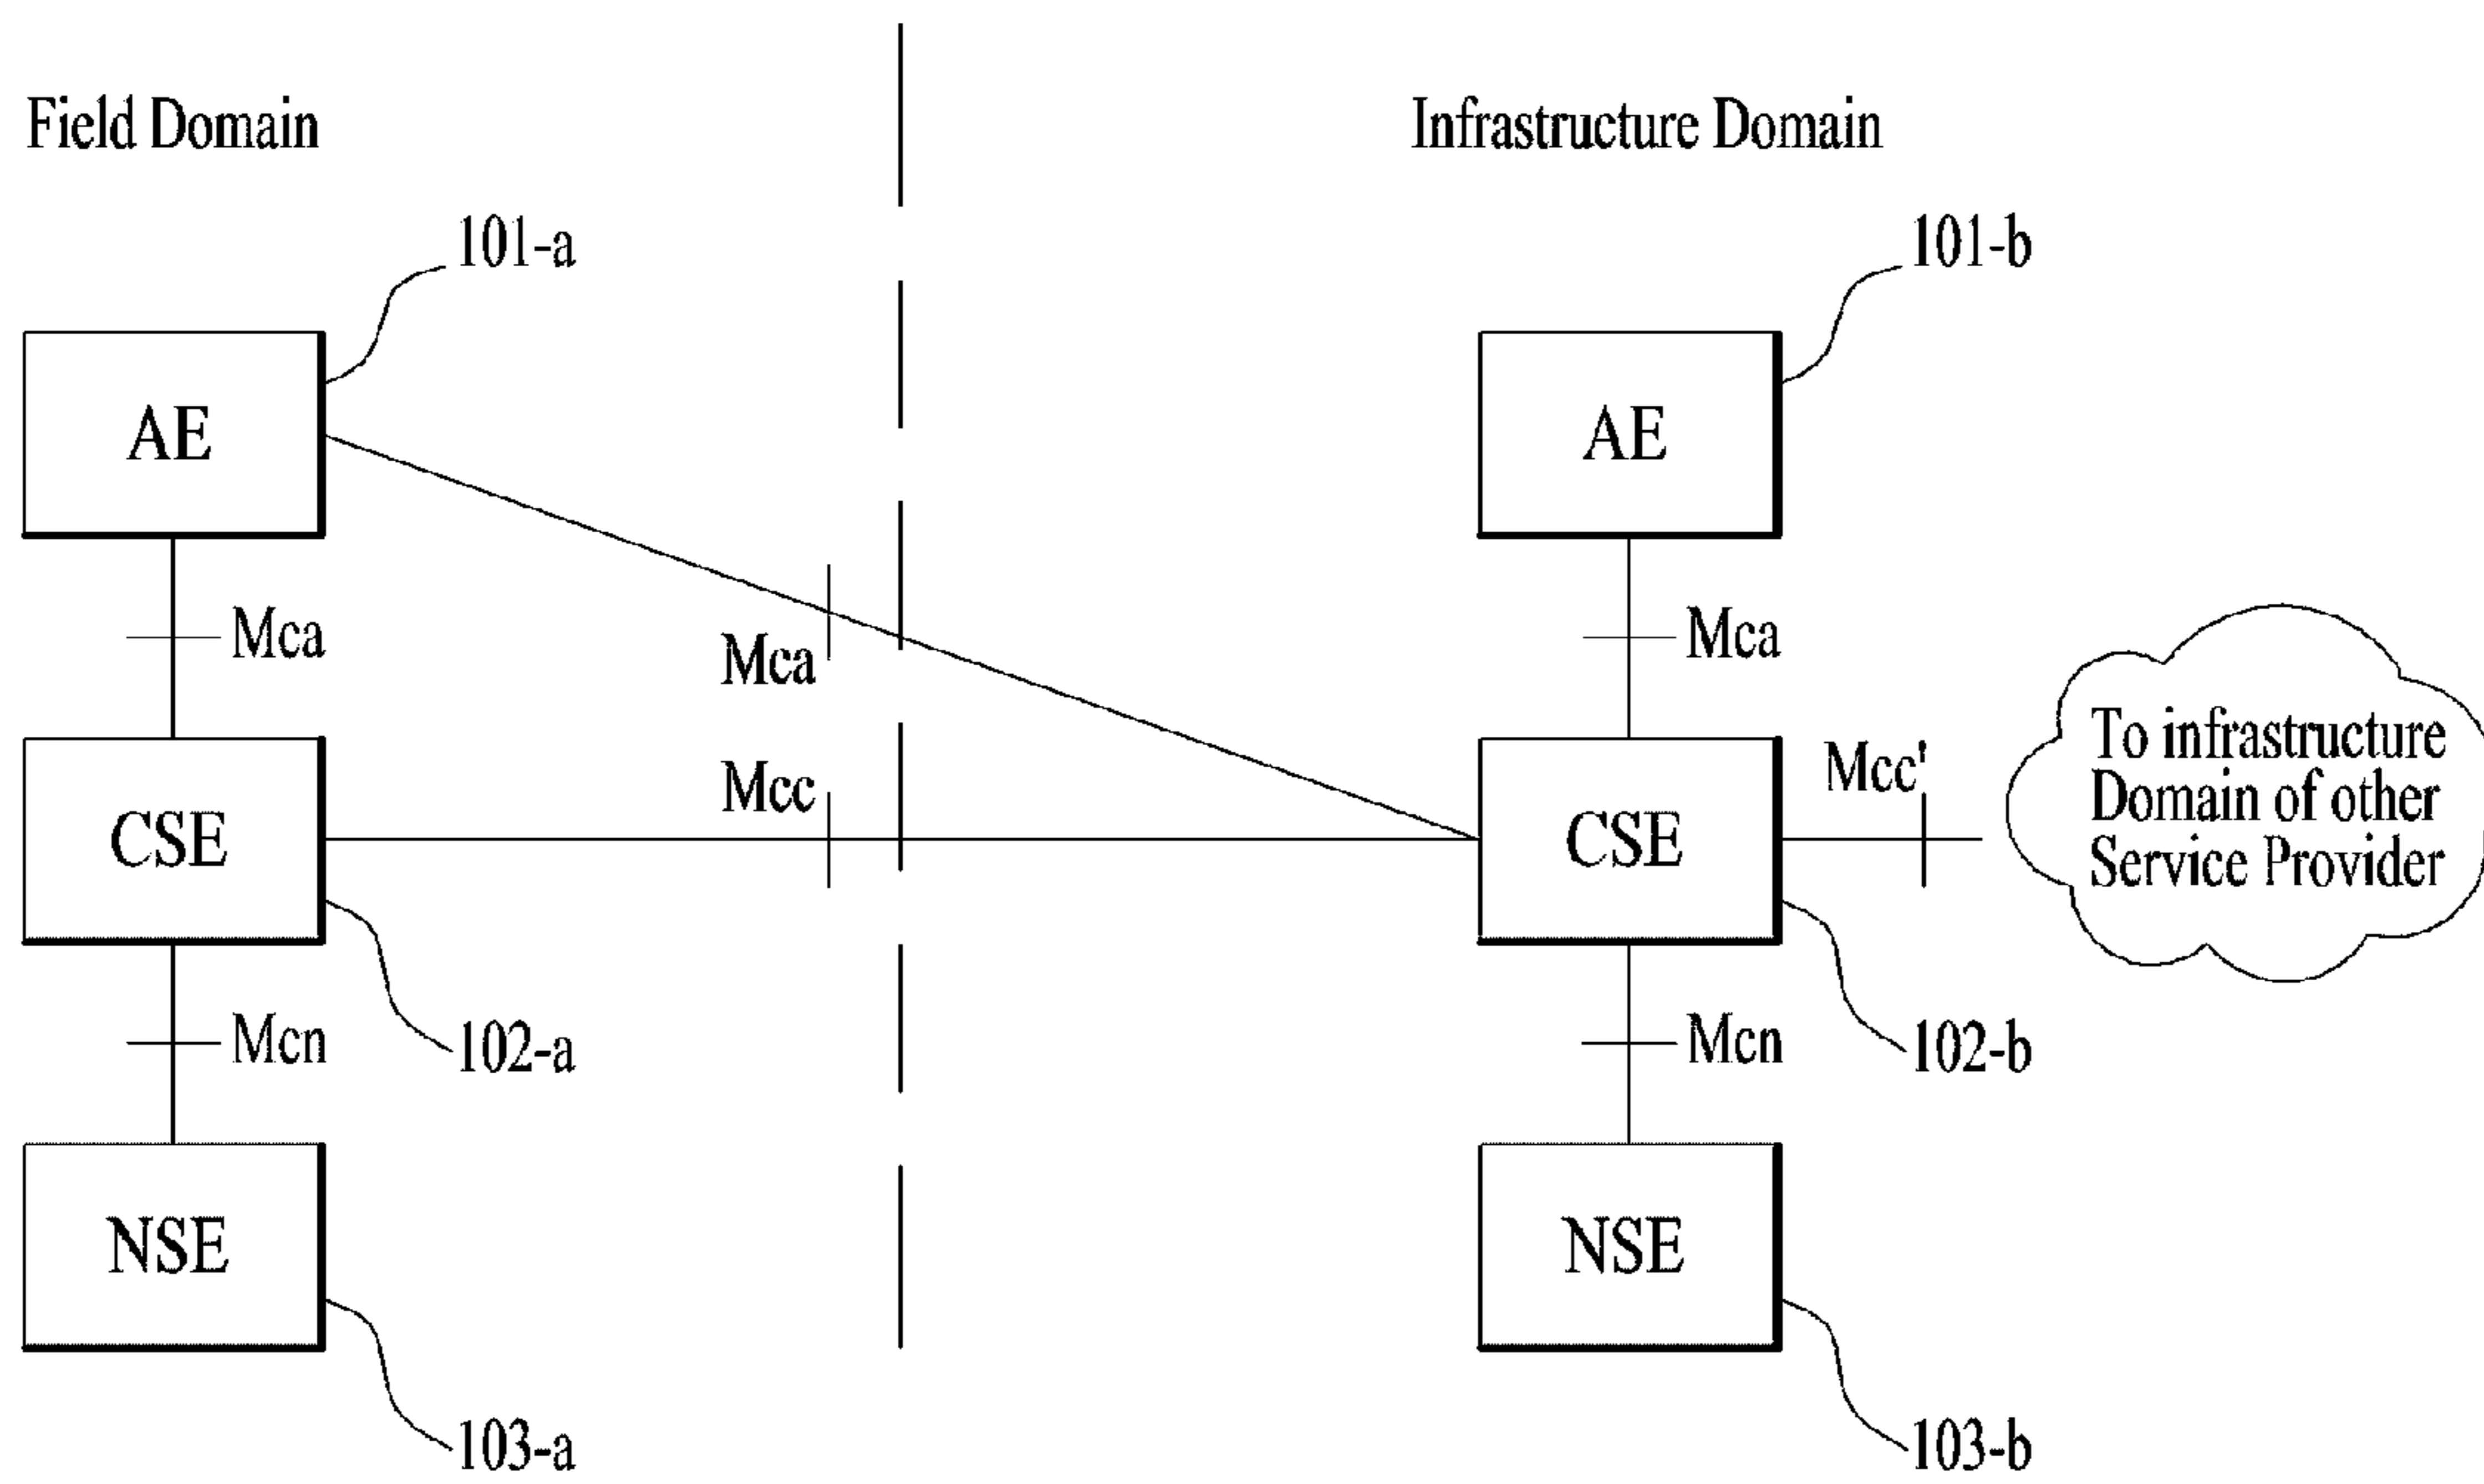 Field Domain
Infrastructure Domain
101-a
101-b
AE
AE
Mca
Mca
Mca
To infrastructure
Domain of other
Service Provider
Mcc
Mcc'
CSE
CSE
Mcn
Mcn
102-a
102-b
NSE
NSE
103-a
103-b